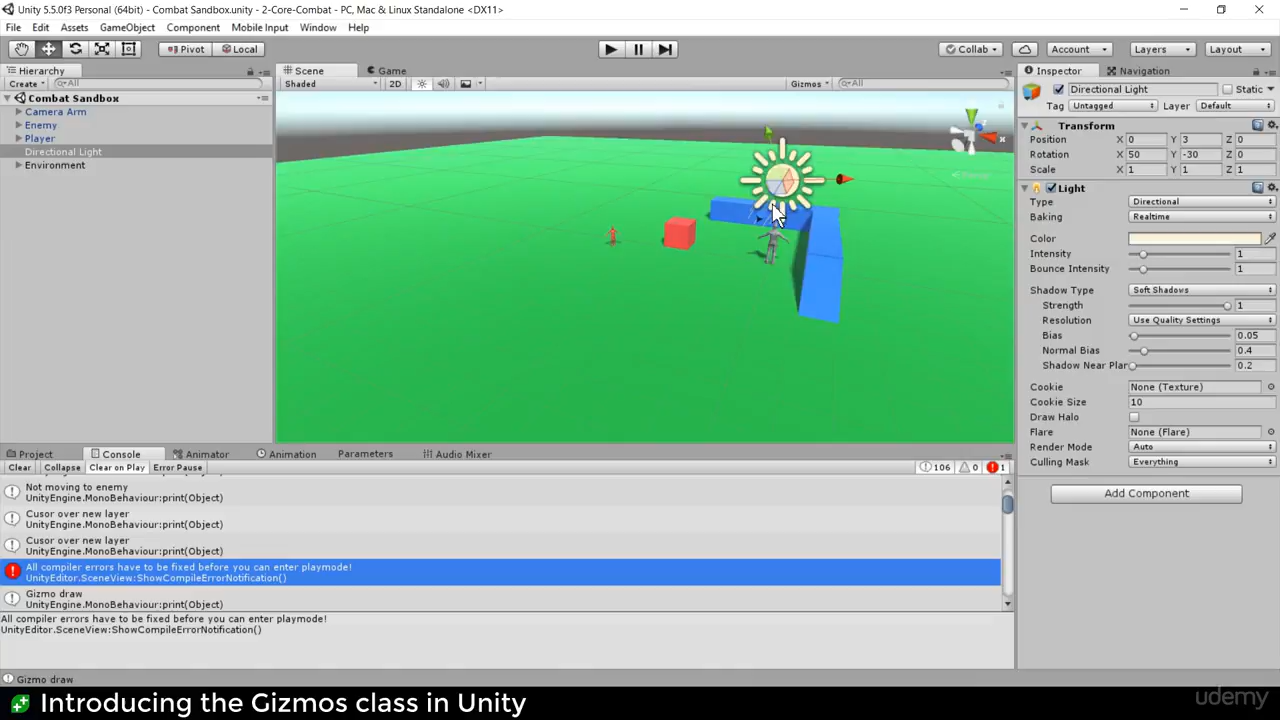 Unity 5.5.0f3 Personal (64bit) - Combat Sandbox.unity - 2-Core-Combat - PC, Mac & Linux Standalone <DX11>
File Edit Assets GameObject Component Mobile Input Window Help
Pivot Local Collab Account Layers Layout
Hierarchy
Create All
Combat Sandbox
Camera Arm
Enemy
Player
Directional Light
Environment
Scene Game
Shaded 2D Gizmos All
x
Inspector Navigation
Directional Light Static
Tag Untagged Layer Default
Transform
Position X 0 Y 3 Z 0
Rotation X 50 Y -30 Z 0
Scale X 1 Y 1 Z 1
Light
Type Directional
Baking Realtime
Color
Intensity 1
Bounce Intensity 1
Shadow Type Soft Shadows
Strength 1
Resolution Use Quality Settings
Bias 0.05
Normal Bias 0.4
Shadow Near Plar 0.2
Cookie None (Texture)
Cookie Size 10
Draw Halo
Flare None (Flare)
Render Mode Auto
Culling Mask Everything
Add Component
Project Console Animator Animation Parameters Audio Mixer
Clear Collapse Clear on Play Error Pause 106 0 1
Not moving to enemy
UnityEngine.MonoBehaviour:print(Object)
Cusor over new layer
UnityEngine.MonoBehaviour:print(Object)
Cusor over new layer
UnityEngine.MonoBehaviour:print(Object)
All compiler errors have to be fixed before you can enter playmode!
UnityEditor.SceneView:ShowCompileErrorNotification()
Gizmo draw
UnityEngine.MonoBehaviour:print(Object)
All compiler errors have to be fixed before you can enter playmode!
UnityEditor.SceneView:ShowCompileErrorNotification()
Gizmo draw
Introducing the Gizmos class in Unity
udemy